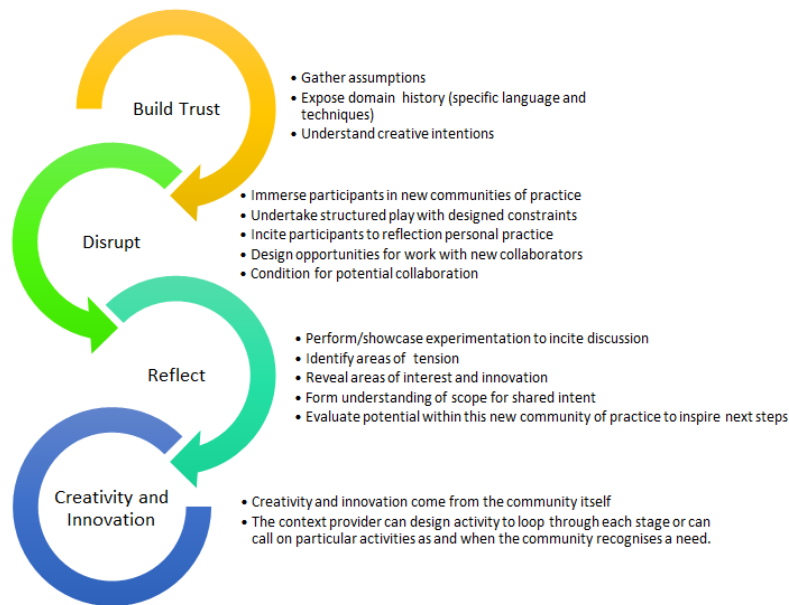 Build Trust
• Gather assumptions
• Expose domain history (specific language and
techniques)
• Understand creative intentions
Disrupt
• Immerse participants in new communities of practice
• Undertake structured play with designed constraints
• Incite participants to reflection personal practice
• Design opportunities for work with new collaborators
• Condition for potential collaboration
Reflect
• Perform/showcase experimentation to incite discussion
• Identify areas of tension
• Reveal areas of interest and innovation
• Form understanding of scope for shared intent
• Evaluate potential within this new community of practice to inspire next steps
Creativity and
Innovation
• Creativity and innovation come from the community itself
• The context provider can design activity to loop through each stage or can
call on particular activities as and when the community recognises a need.